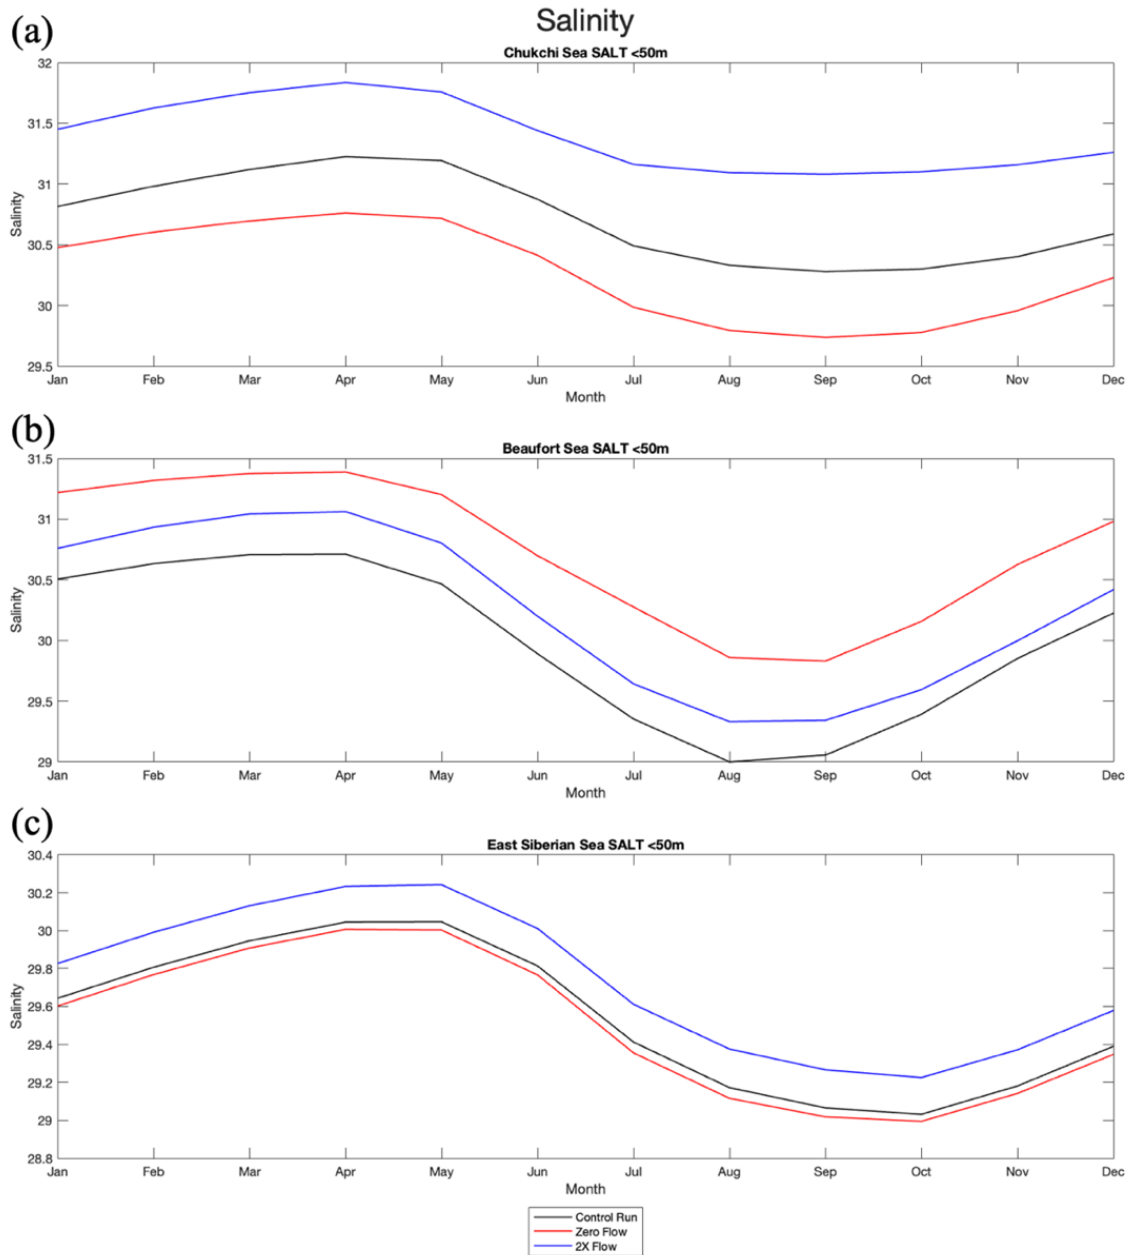 Salinity
(a)
Chukchi Sea SALT <50m
32
31.5
31
30.5
30
29.5
Salinity
Jan Feb Mar Apr May Jun Jul Aug Sep Oct Nov Dec
Month
(b)
Beaufort Sea SALT <50m
31.5
31
30.5
30
29.5
29
Salinity
Jan Feb Mar Apr May Jun Jul Aug Sep Oct Nov Dec
Month
(c)
East Siberian Sea SALT <50m
30.4
30.2
30
29.8
29.6
29.4
29.2
29
28.8
Salinity
Jan Feb Mar Apr May Jun Jul Aug Sep Oct Nov Dec
Month
Control Run
Zero Flow
2X Flow